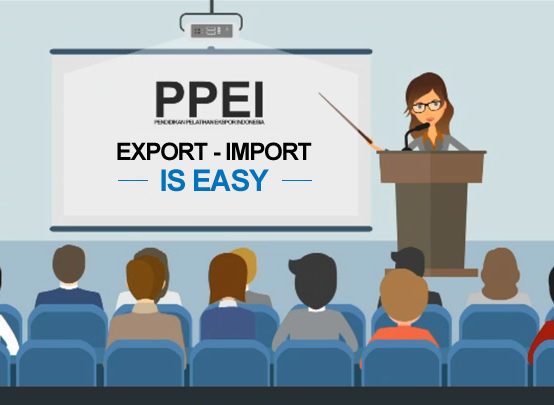 PPEI
PENDIDIKAN PELATIHAN EKSPOR INDONESIA
EXPORT - IMPORT
IS EASY